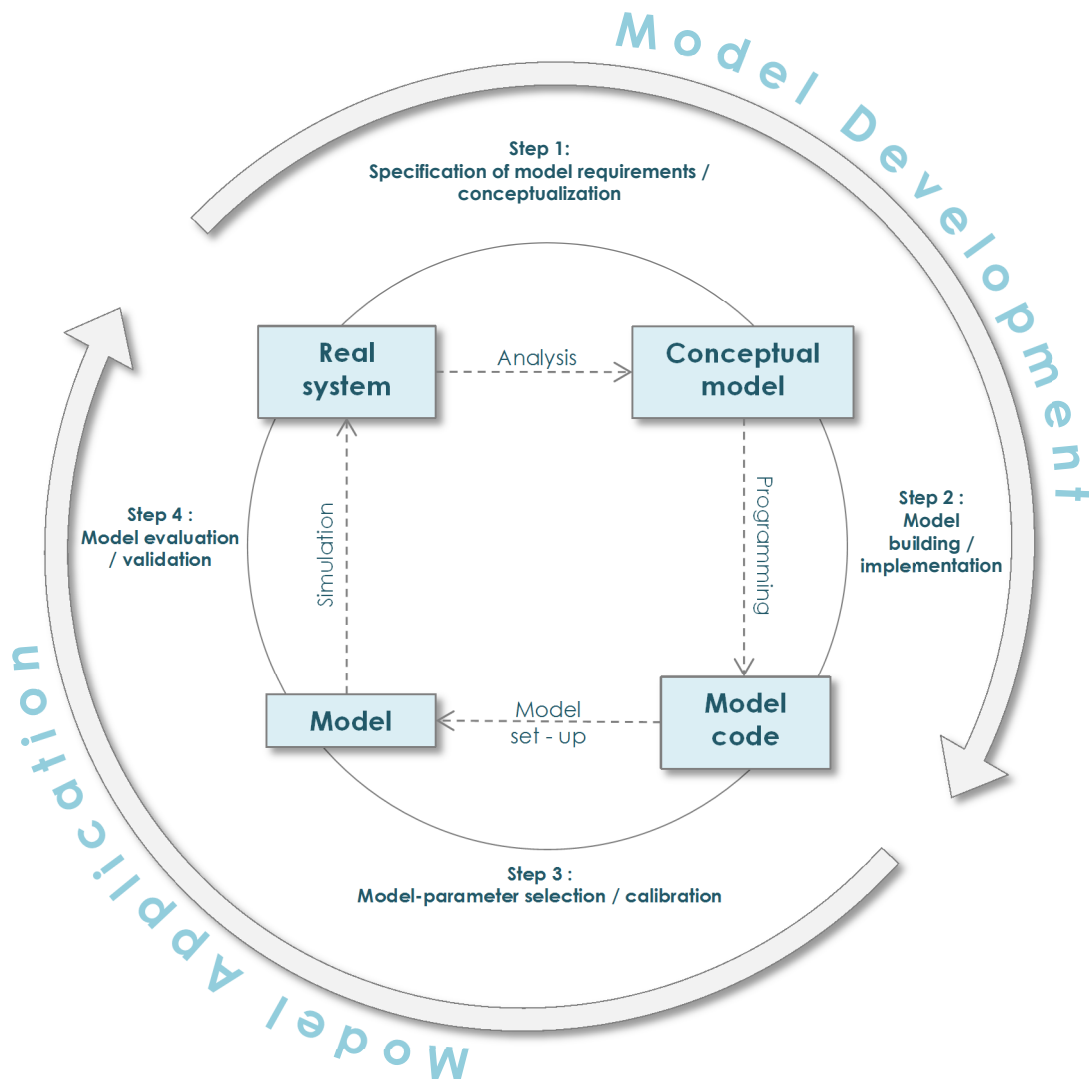 Model Development
Step 1:
Specification of model requirements /
conceptualization
Real
system
Analysis
Conceptual
model
Programming
Step 2 :
Model
building /
implementation
Step 4 :
Model evaluation
/ validation
Simulation
Model
Model
set - up
Model
code
Step 3 :
Model-parameter selection / calibration
Model Application